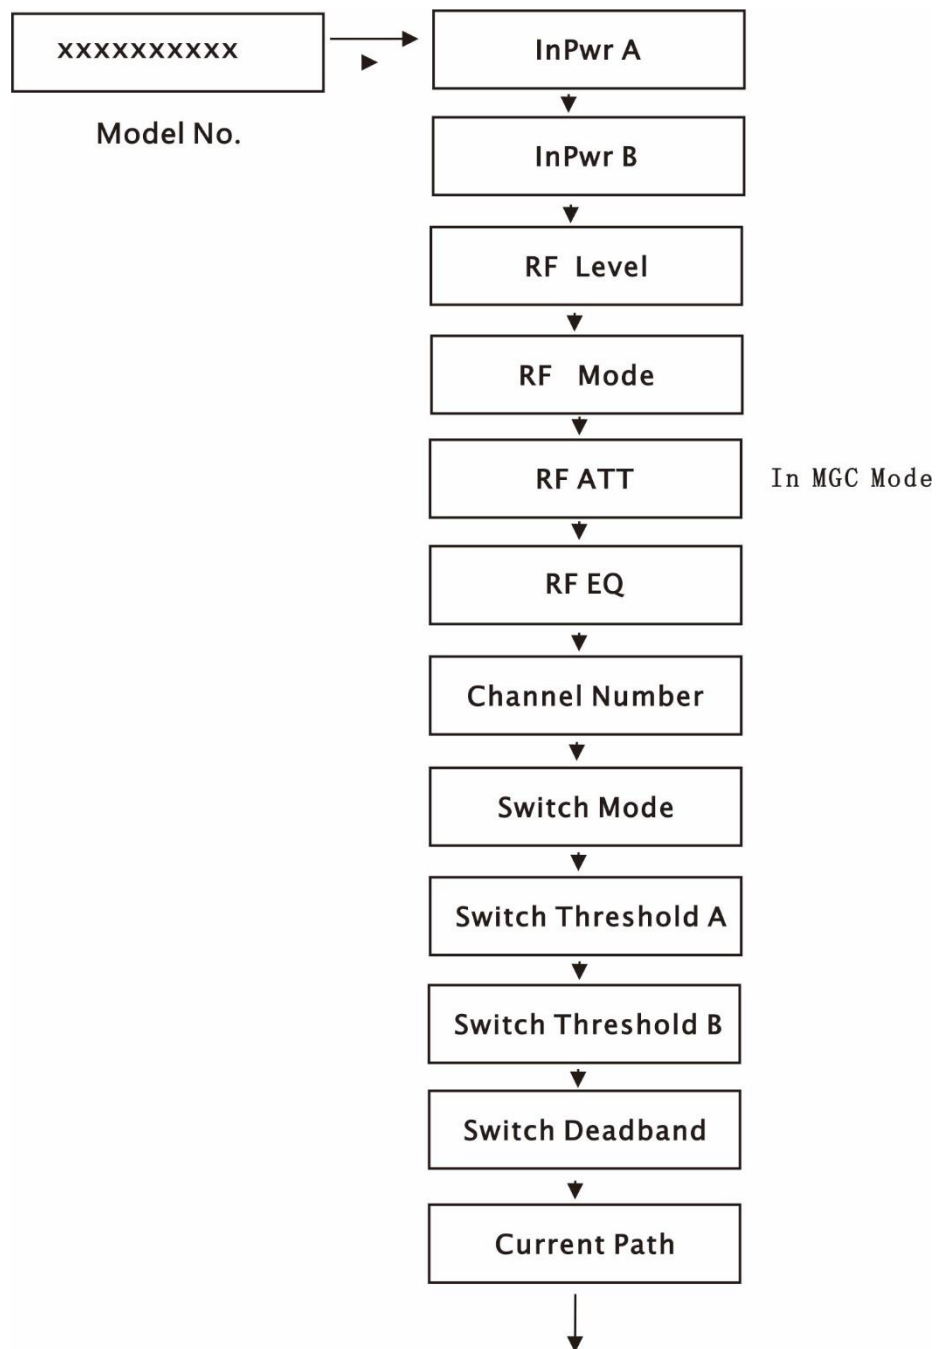 xxxxxxxxxx
Model No.
InPwr A
InPwr B
RF Level
RF Mode
RF ATT
In MGC Mode
RF EQ
Channel Number
Switch Mode
Switch Threshold A
Switch Threshold B
Switch Deadband
Current Path